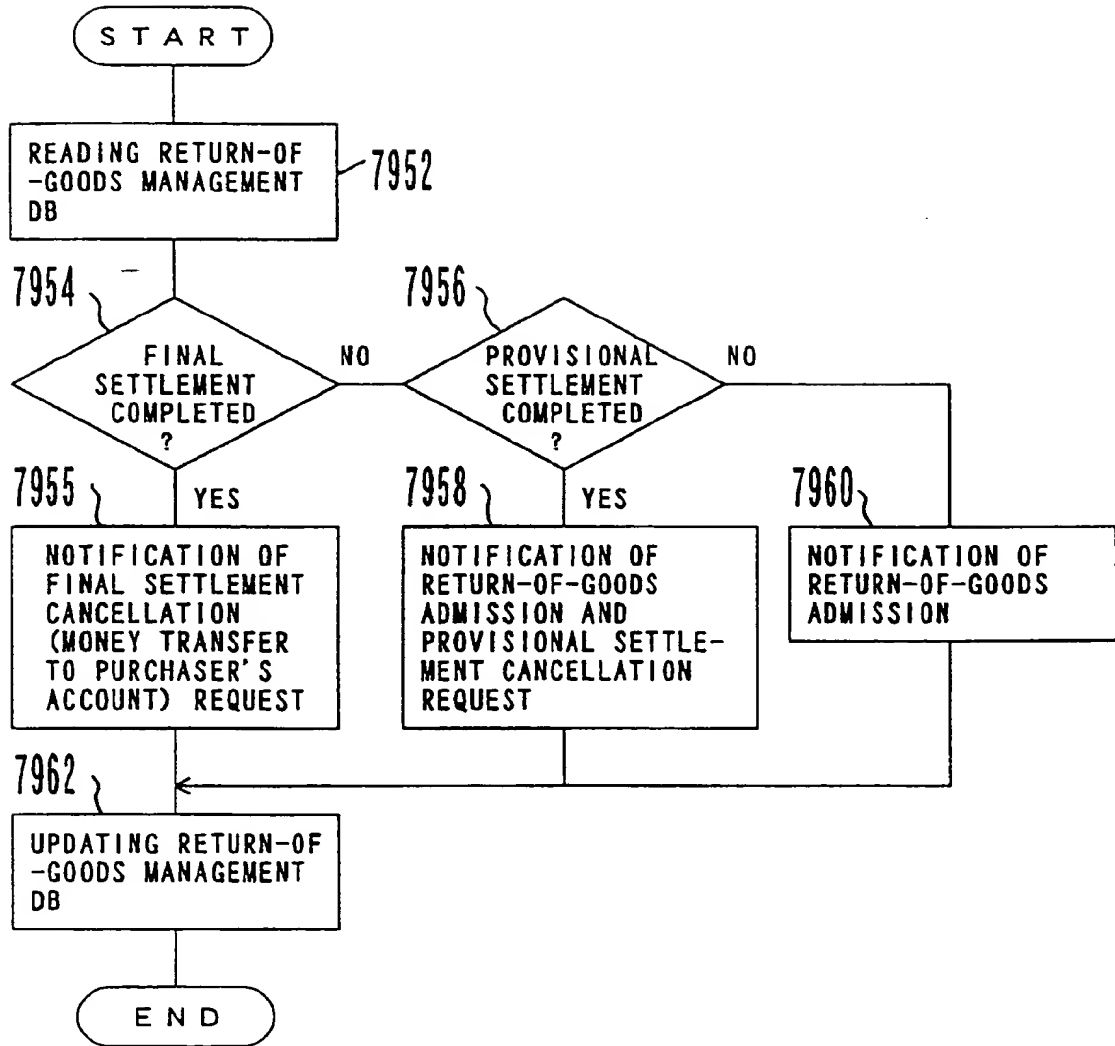 START
READING RETURN-OF
-GOODS MANAGEMENT
DB
7952
7954
FINAL
SETTLEMENT
COMPLETED
?
NO
YES
7956
PROVISIONAL
SETTLEMENT
COMPLETED
?
NO
YES
7955
NOTIFICATION OF
FINAL SETTLEMENT
CANCELLATION
(MONEY TRANSFER
TO PURCHASER'S
ACCOUNT) REQUEST
7958
NOTIFICATION OF
RETURN-OF-GOODS
ADMISSION AND
PROVISIONAL SETTLE-
MENT CANCELLATION
REQUEST
7960
NOTIFICATION OF
RETURN-OF-GOODS
ADMISSION
7962
UPDATING RETURN-OF
-GOODS MANAGEMENT
DB
END